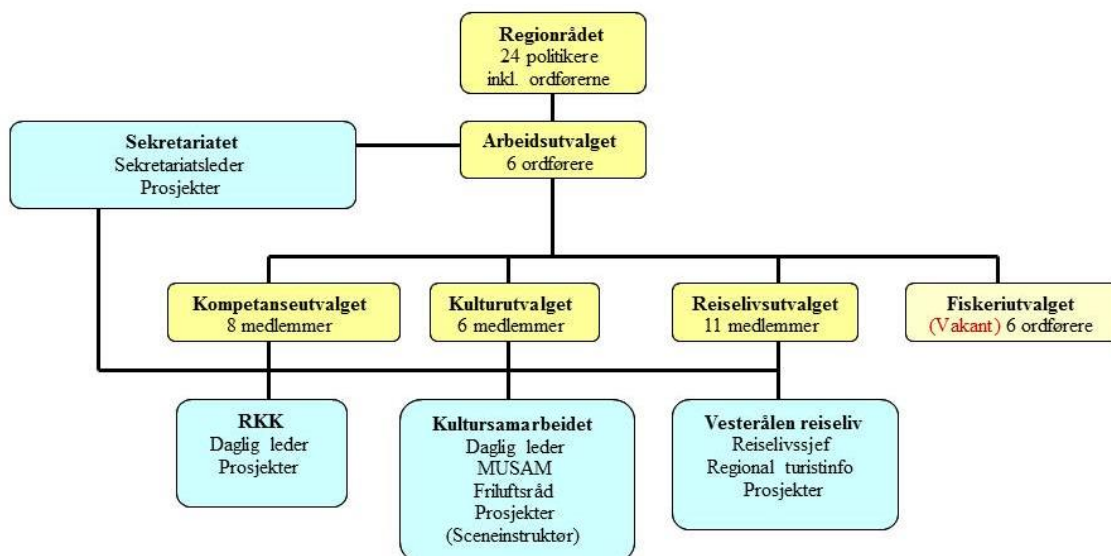 Regionrådet
24 politikere
inkl. ordførerne
Sekretariatet
Sekretariatsleder
Prosjekter
Arbeidsutvalget
6 ordførere
Kompetanseutvalget
8 medlemmer
Kulturutvalget
6 medlemmer
Reiselivsutvalget
11 medlemmer
Fiskeriutvalget
(Vakant) 6 ordførere
RKK
Daglig leder
Prosjekter
Kultursamarbeidet
Daglig leder
MUSAM
Friluftsråd
Prosjekter
(Sceneinstruktør)
Vesterålen reiseliv
Reiselivssjef
Regional turistinfo
Prosjekter